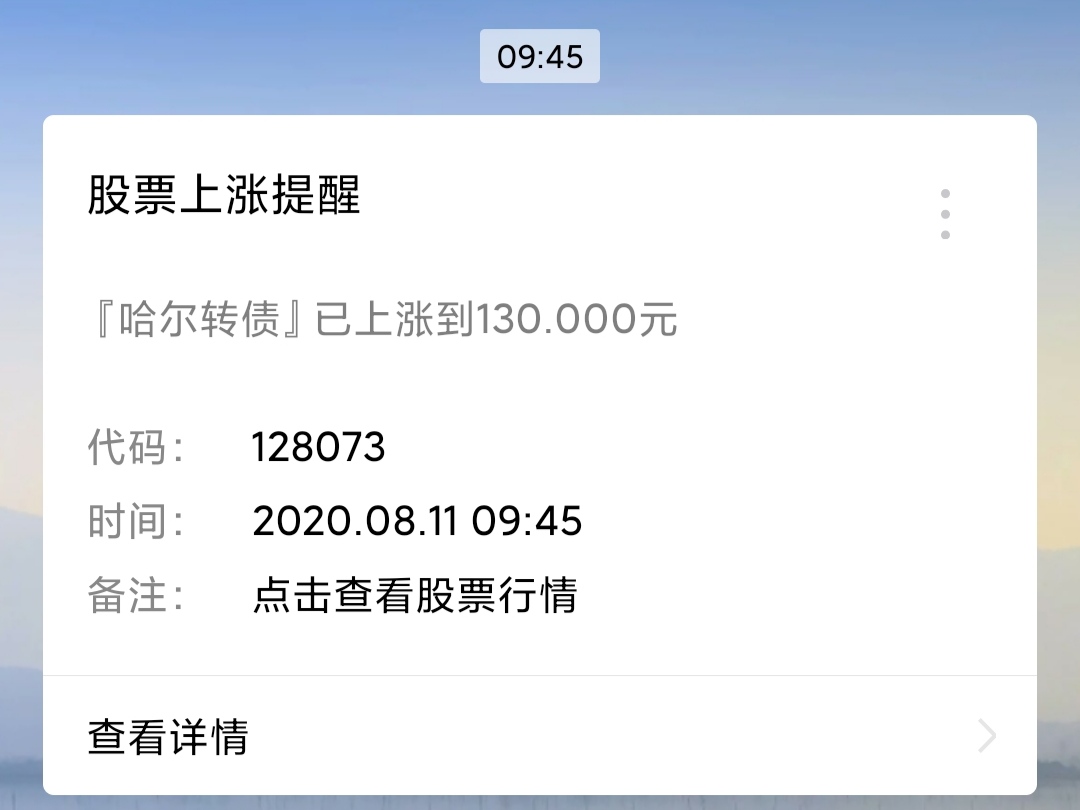 09:45
股票上涨提醒
『哈尔转债』已上涨到130.000元
代码： 128073
时间： 2020.08.11 09:45
备注： 点击查看股票行情
查看详情